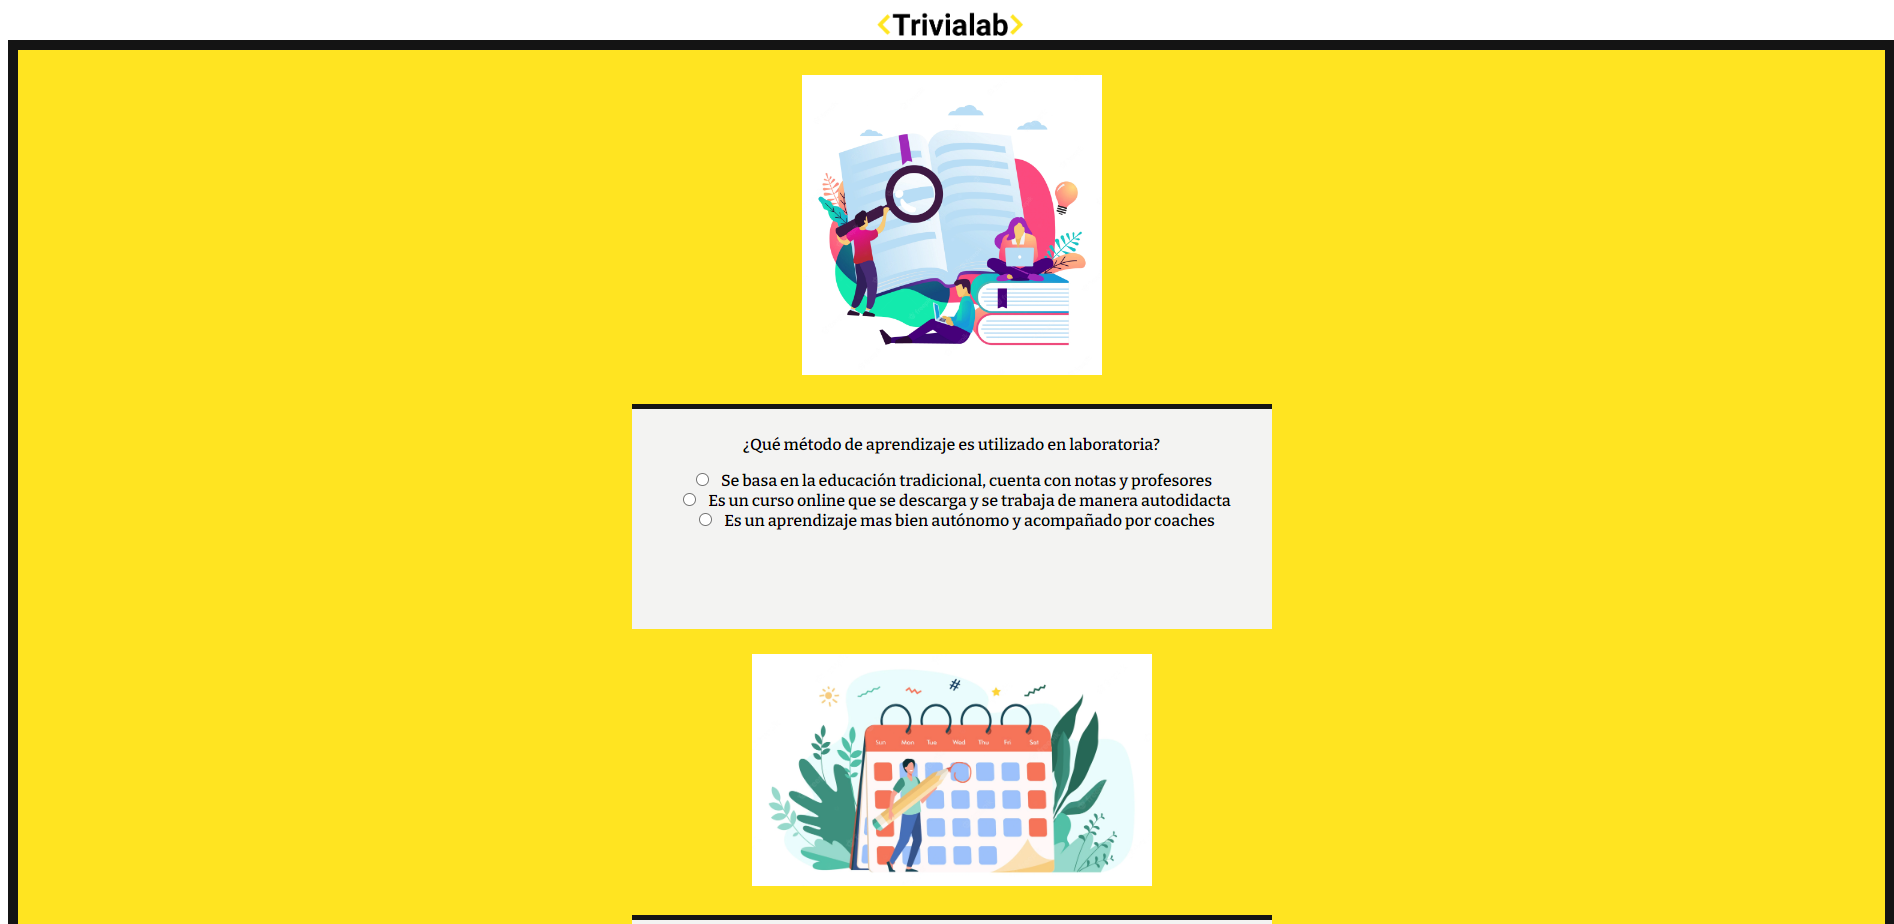 <Trivialab>
¿Qué método de aprendizaje es utilizado en laboratoria?
Se basa en la educación tradicional, cuenta con notas y profesores
Es un curso online que se descarga y se trabaja de manera autodidacta
Es un aprendizaje mas bien autónomo y acompañado por coaches
#
Sun Mon Tue Wed Thu Fri Sat